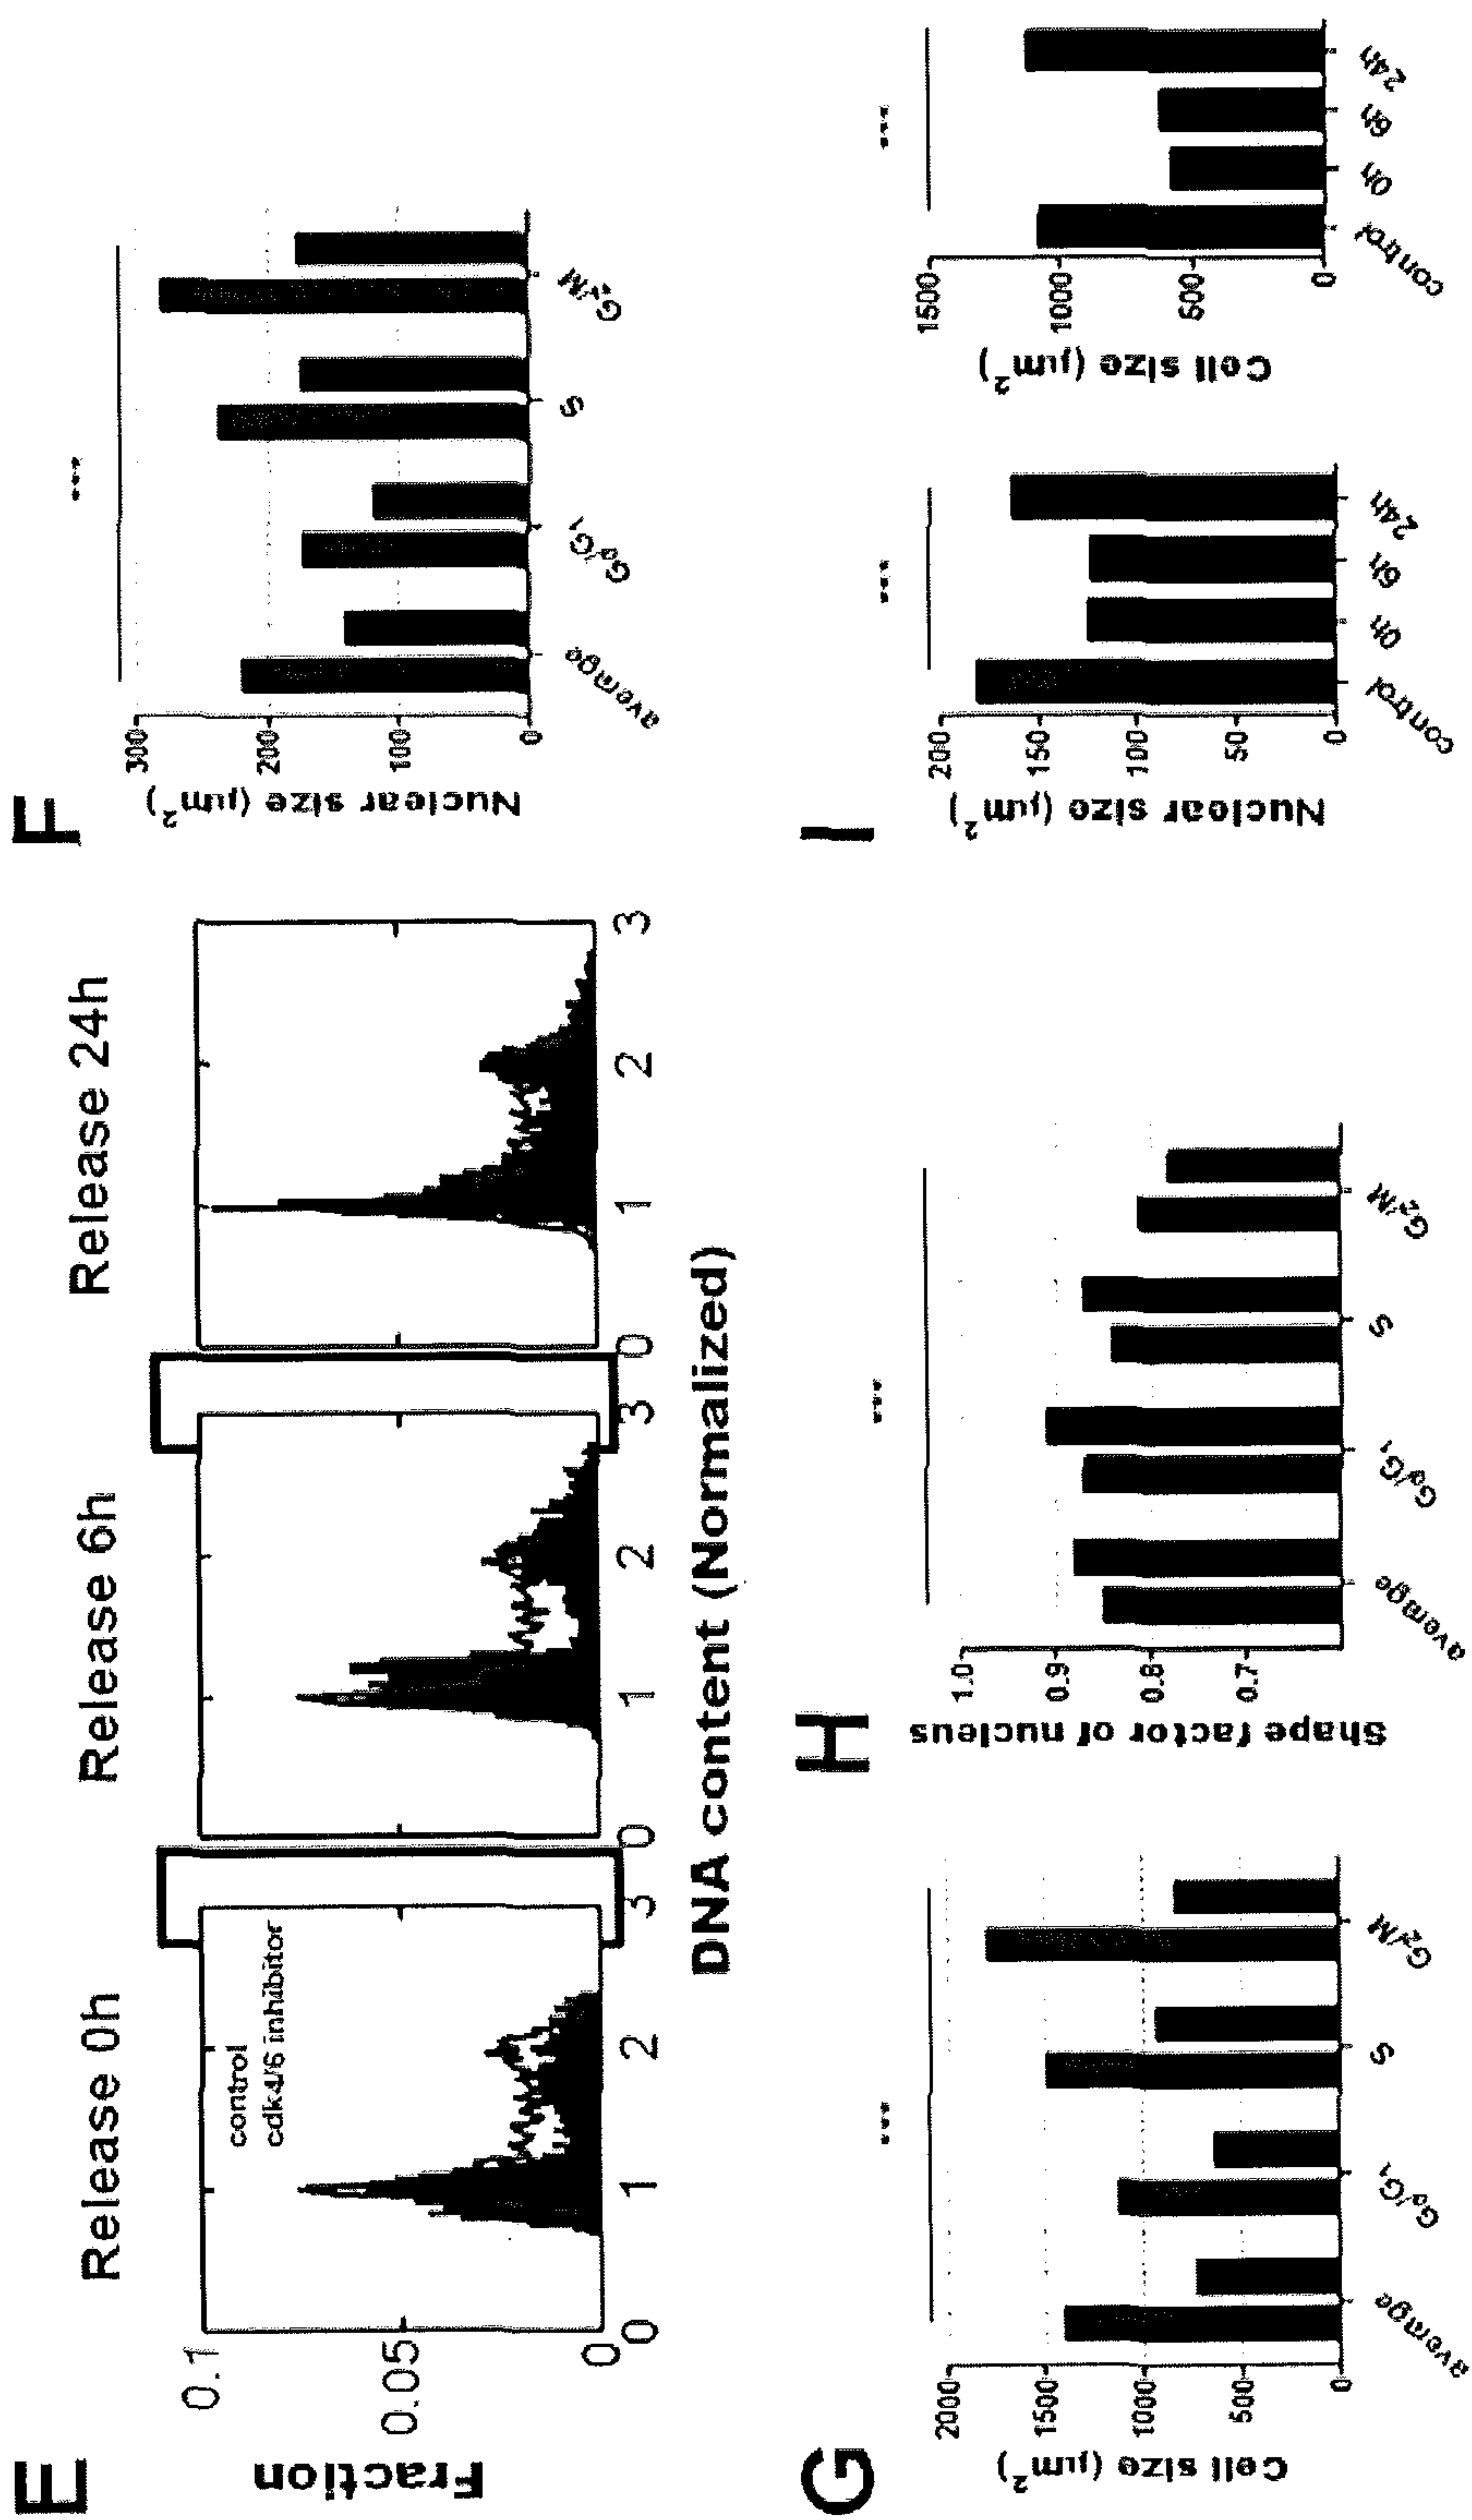 E
Release 0h
Release 6h
Release 24h
Fraction
0.1
0.05
0
control
cdk4/6 inhibitor
0
1
2
3
0
1
2
3
0
1
2
3
DNA content (Normalized)
F
***
Nuclear size (µm²)
300
200
100
0
average
G₀/G₁
S
G₂/M
G
***
Cell size (µm²)
2000
1500
1000
500
0
average
G₀/G₁
S
G₂/M
H
***
Shape factor of nucleus
1.0
0.9
0.8
0.7
average
G₀/G₁
S
G₂/M
I
***
Nuclear size (µm²)
200
150
100
50
0
control
0h
6h
24h
***
Cell size (µm²)
1500
1000
500
0
control
0h
6h
24h